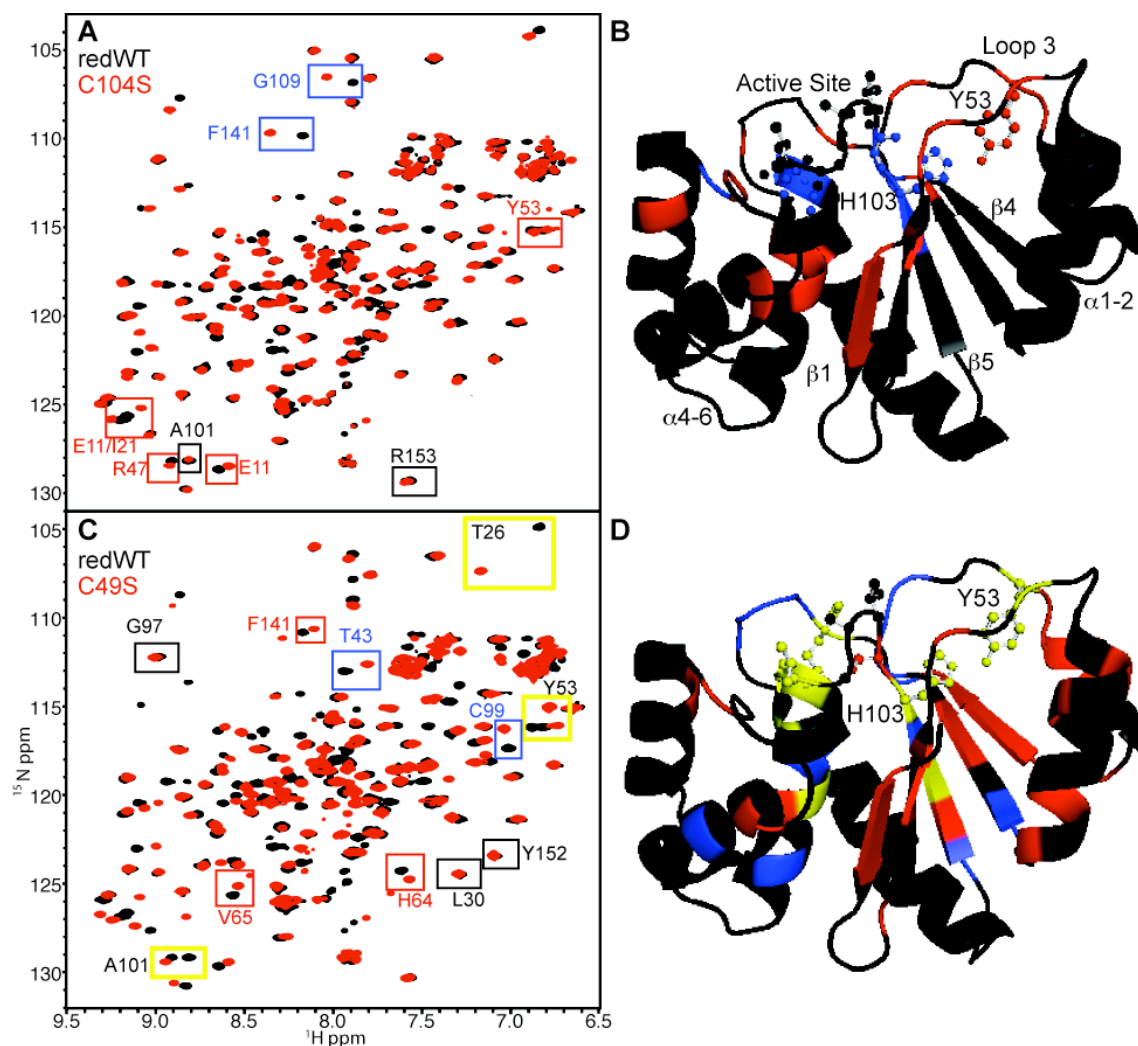 A
redWT
C104S
G109
F141
Y53
E11/I21
A101
R47
E11
R153
105
110
115
120
125
130
B
Loop 3
Active Site
Y53
H103
β4
α1-2
β1
β5
α4-6
C
redWT
C49S
T26
G97
F141
T43
Y53
C99
Y152
L30
H64
V65
A101
105
110
115
120
125
130
15N ppm
9.5 9.0 8.5 8.0 7.5 7.0 6.5
1H ppm
D
Y53
H103